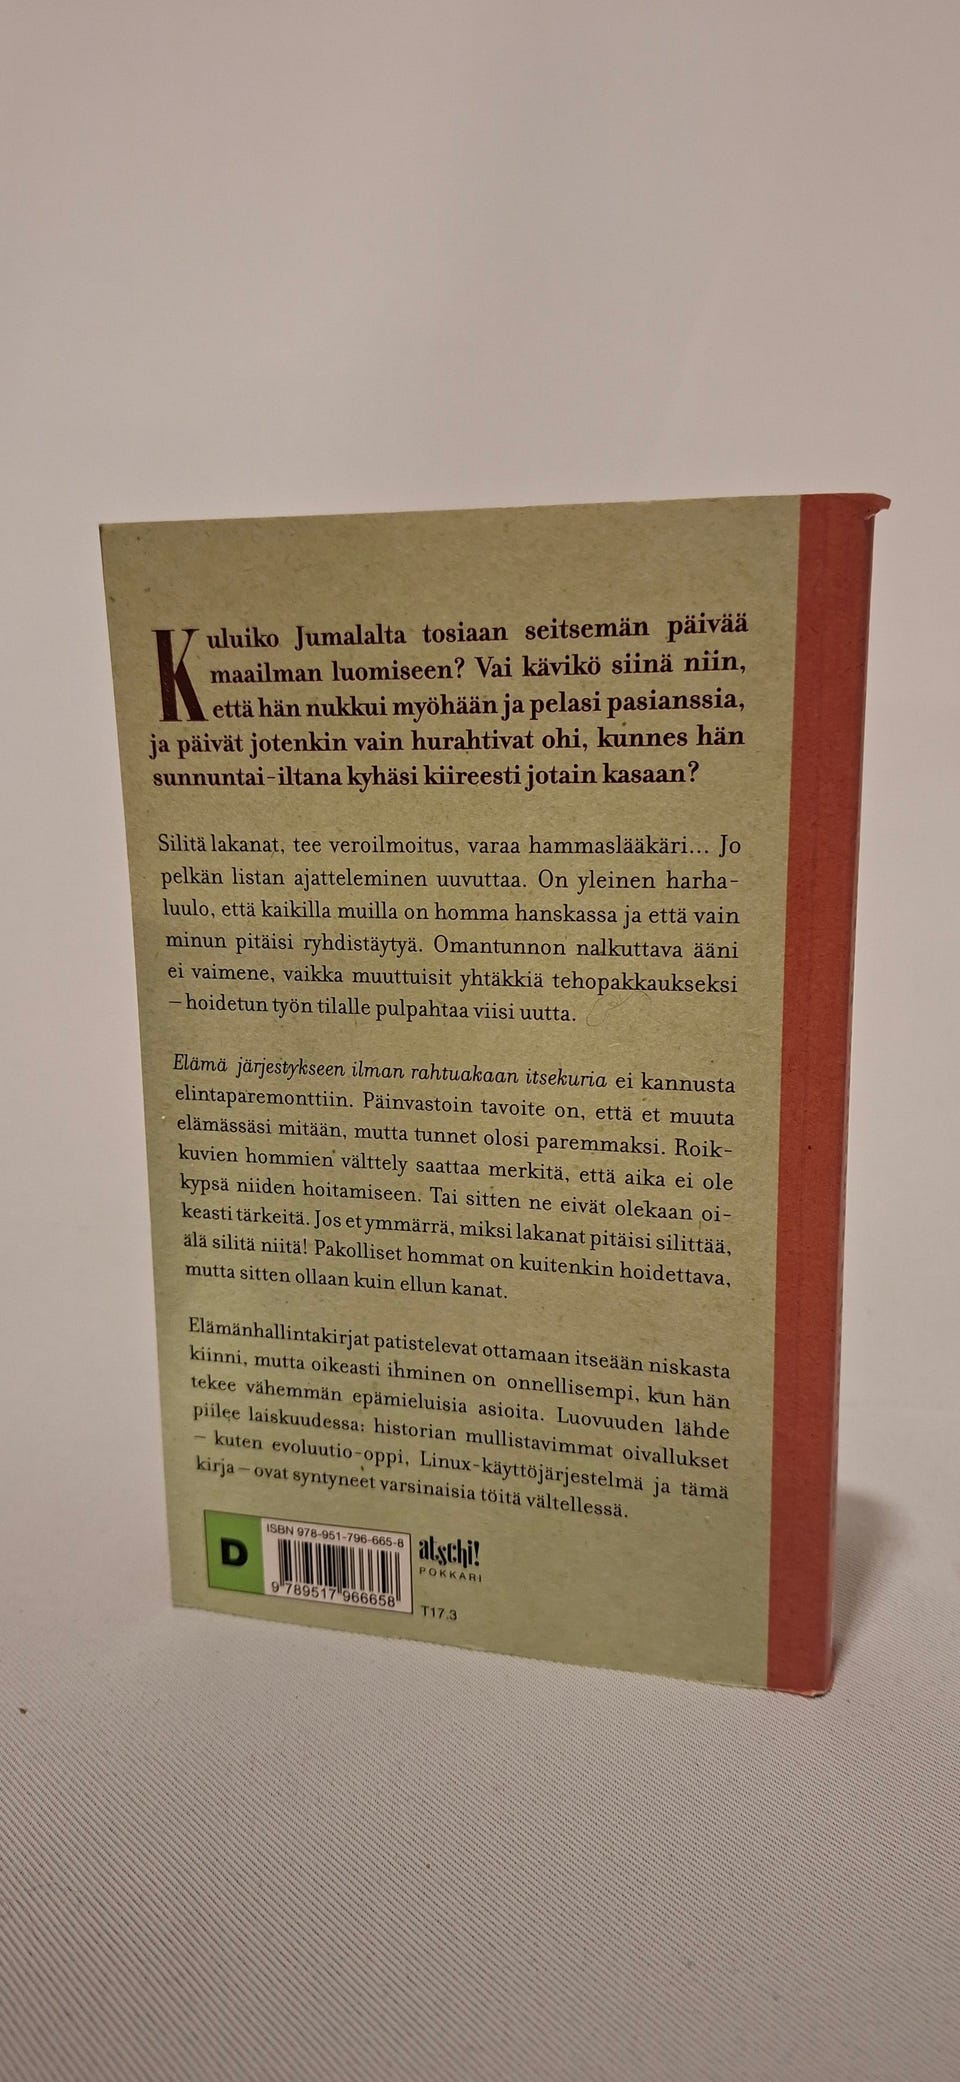 Kuluiko Jumalalta tosiaan seitsemän päivää
maailman luomiseen? Vai kävikö siinä niin,
että hän nukkui myöhään ja pelasi pasianssia,
ja päivät jotenkin vain hurahtivat ohi, kunnes hän
sunnuntai-iltana kyhäsi kiireesti jotain kasaan?
Silitä lakanat, tee veroilmoitus, varaa hammaslääkäri... Jo
pelkän listan ajatteleminen uuvuttaa. On yleinen harha-
luulo, että kaikilla muilla on homma hanskassa ja että vain
minun pitäisi ryhdistäytyä. Omantunnon nalkuttava ääni
ei vaimene, vaikka muuttuisit yhtäkkiä tehopakkaukseksi
– hoidetun työn tilalle pulpahtaa viisi uutta.
Elämä järjestykseen ilman rahtuakaan itsekuria ei kannusta
elintaparemonttiin. Päinvastoin tavoite on, että et muuta
elämässäsi mitään, mutta tunnet olosi paremmaksi. Roik-
kuvien hommien välttely saattaa merkitä, että aika ei ole
kypsä niiden hoitamiseen. Tai sitten ne eivät olekaan oi-
keasti tärkeitä. Jos et ymmärrä, miksi lakanat pitäisi silittää,
älä silitä niitä! Pakolliset hommat on kuitenkin hoidettava,
mutta sitten ollaan kuin ellun kanat.
Elämänhallintakirjat patistelevat ottamaan itseään niskasta
kiinni, mutta oikeasti ihminen on onnellisempi, kun hän
tekee vähemmän epämieluisia asioita. Luovuuden lähde
piilee laiskuudessa: historian mullistavimmat oivallukset
– kuten evoluutio-oppi, Linux-käyttöjärjestelmä ja tämä
kirja – ovat syntyneet varsinaisia töitä vältellessä.
D
ISBN 978-951-796-665-8
9 789517 966658
atschi!
POKKARI
T17.3